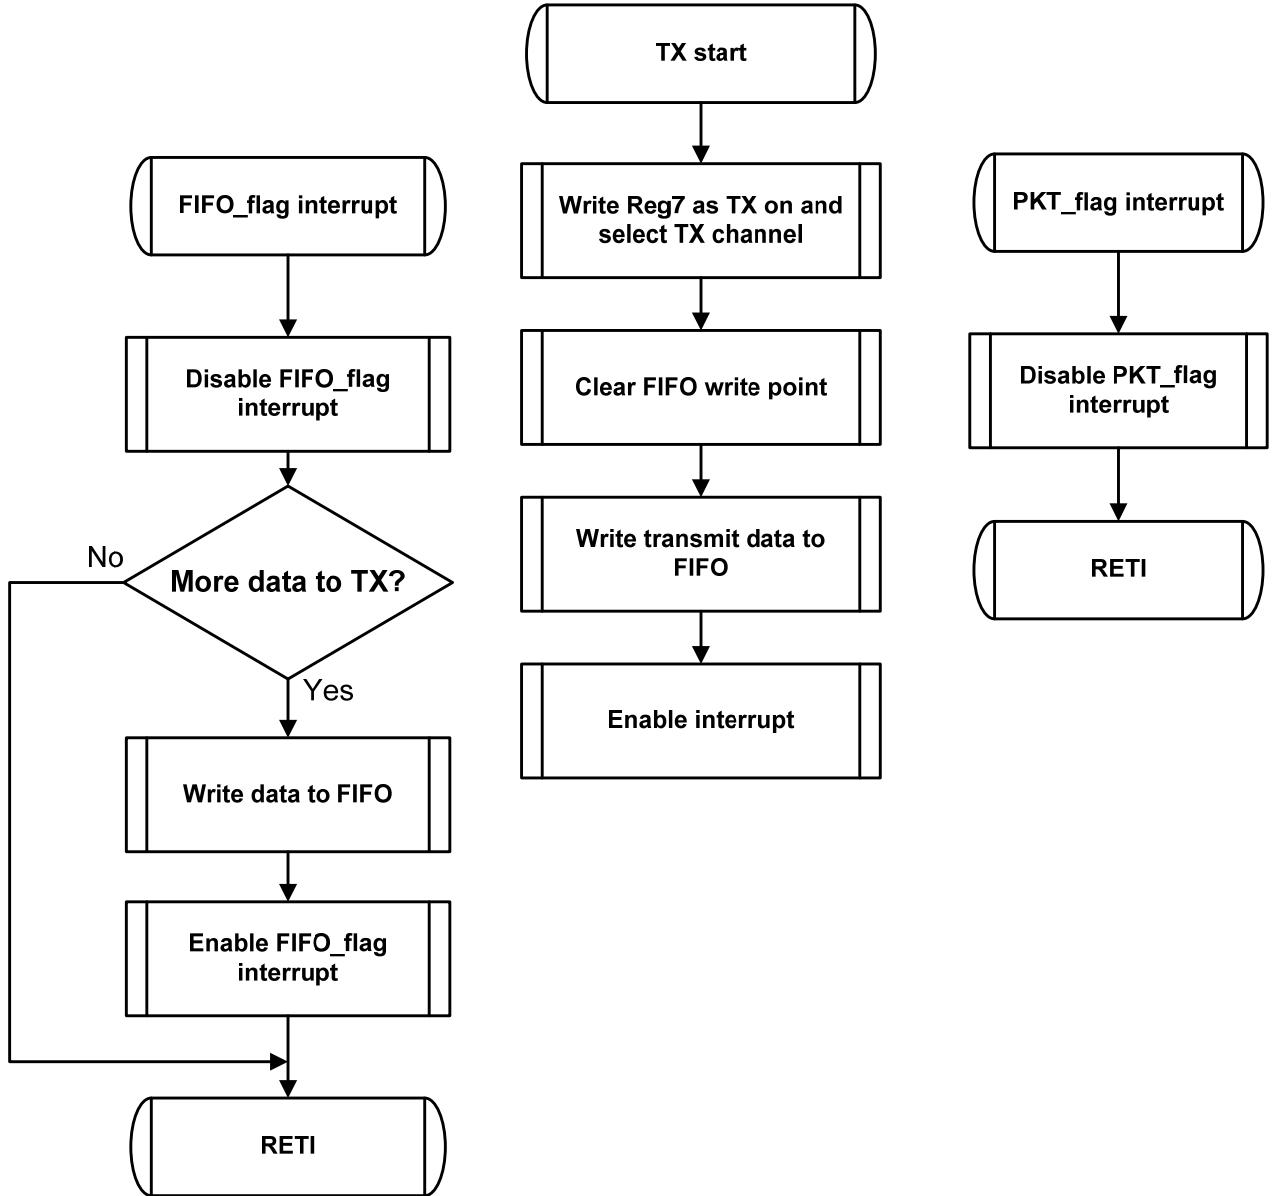 TX start
FIFO_flag interrupt
Disable FIFO_flag
interrupt
No
More data to TX?
Yes
Write data to FIFO
Enable FIFO_flag
interrupt
RETI
Write Reg7 as TX on and
select TX channel
Clear FIFO write point
Write transmit data to
FIFO
Enable interrupt
PKT_flag interrupt
Disable PKT_flag
interrupt
RETI